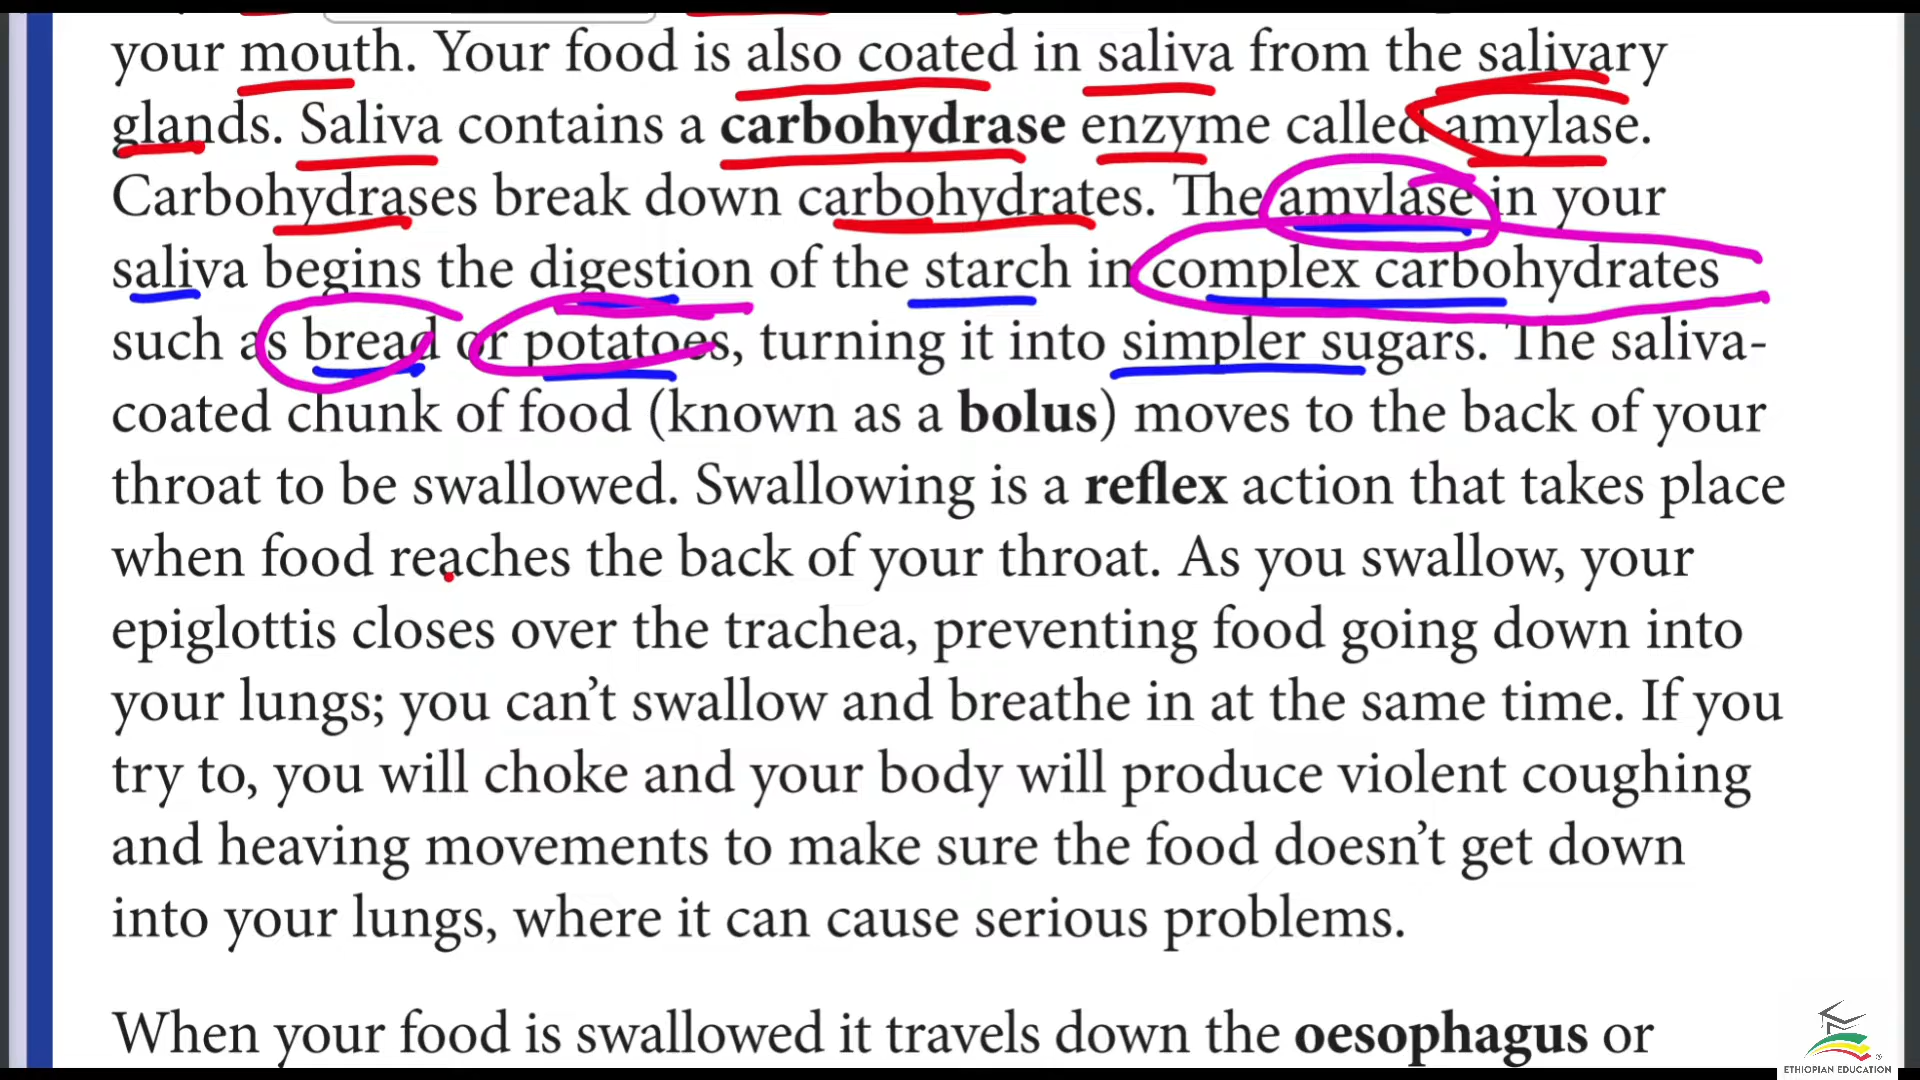 your mouth. Your food is also coated in saliva from the salivary
glands. Saliva contains a carbohydrase enzyme called amylase.
Carbohydrases break down carbohydrates. The amylase in your
saliva begins the digestion of the starch in complex carbohydrates
such as bread or potatoes, turning it into simpler sugars. The saliva-
coated chunk of food (known as a bolus) moves to the back of your
throat to be swallowed. Swallowing is a reflex action that takes place
when food reaches the back of your throat. As you swallow, your
epiglottis closes over the trachea, preventing food going down into
your lungs; you can’t swallow and breathe in at the same time. If you
try to, you will choke and your body will produce violent coughing
and heaving movements to make sure the food doesn’t get down
into your lungs, where it can cause serious problems.
When your food is swallowed it travels down the oesophagus or
ETHIOPIAN EDUCATION